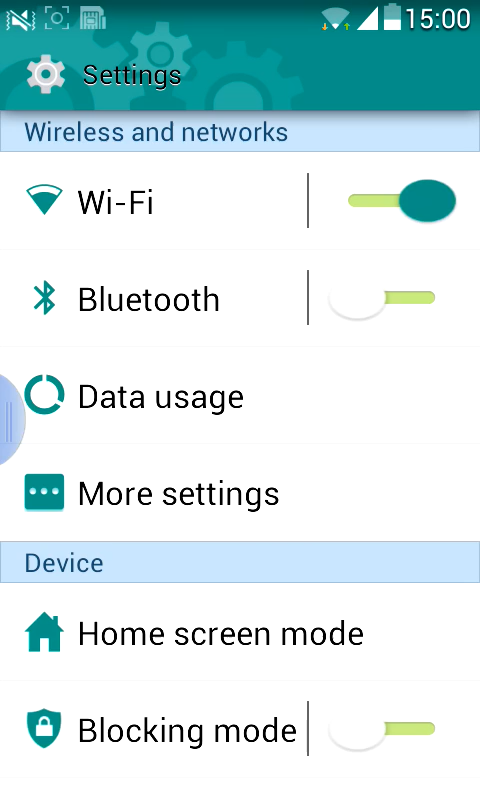 15:00
Settings
Wireless and networks
Wi-Fi
Bluetooth
Data usage
More settings
Device
Home screen mode
Blocking mode